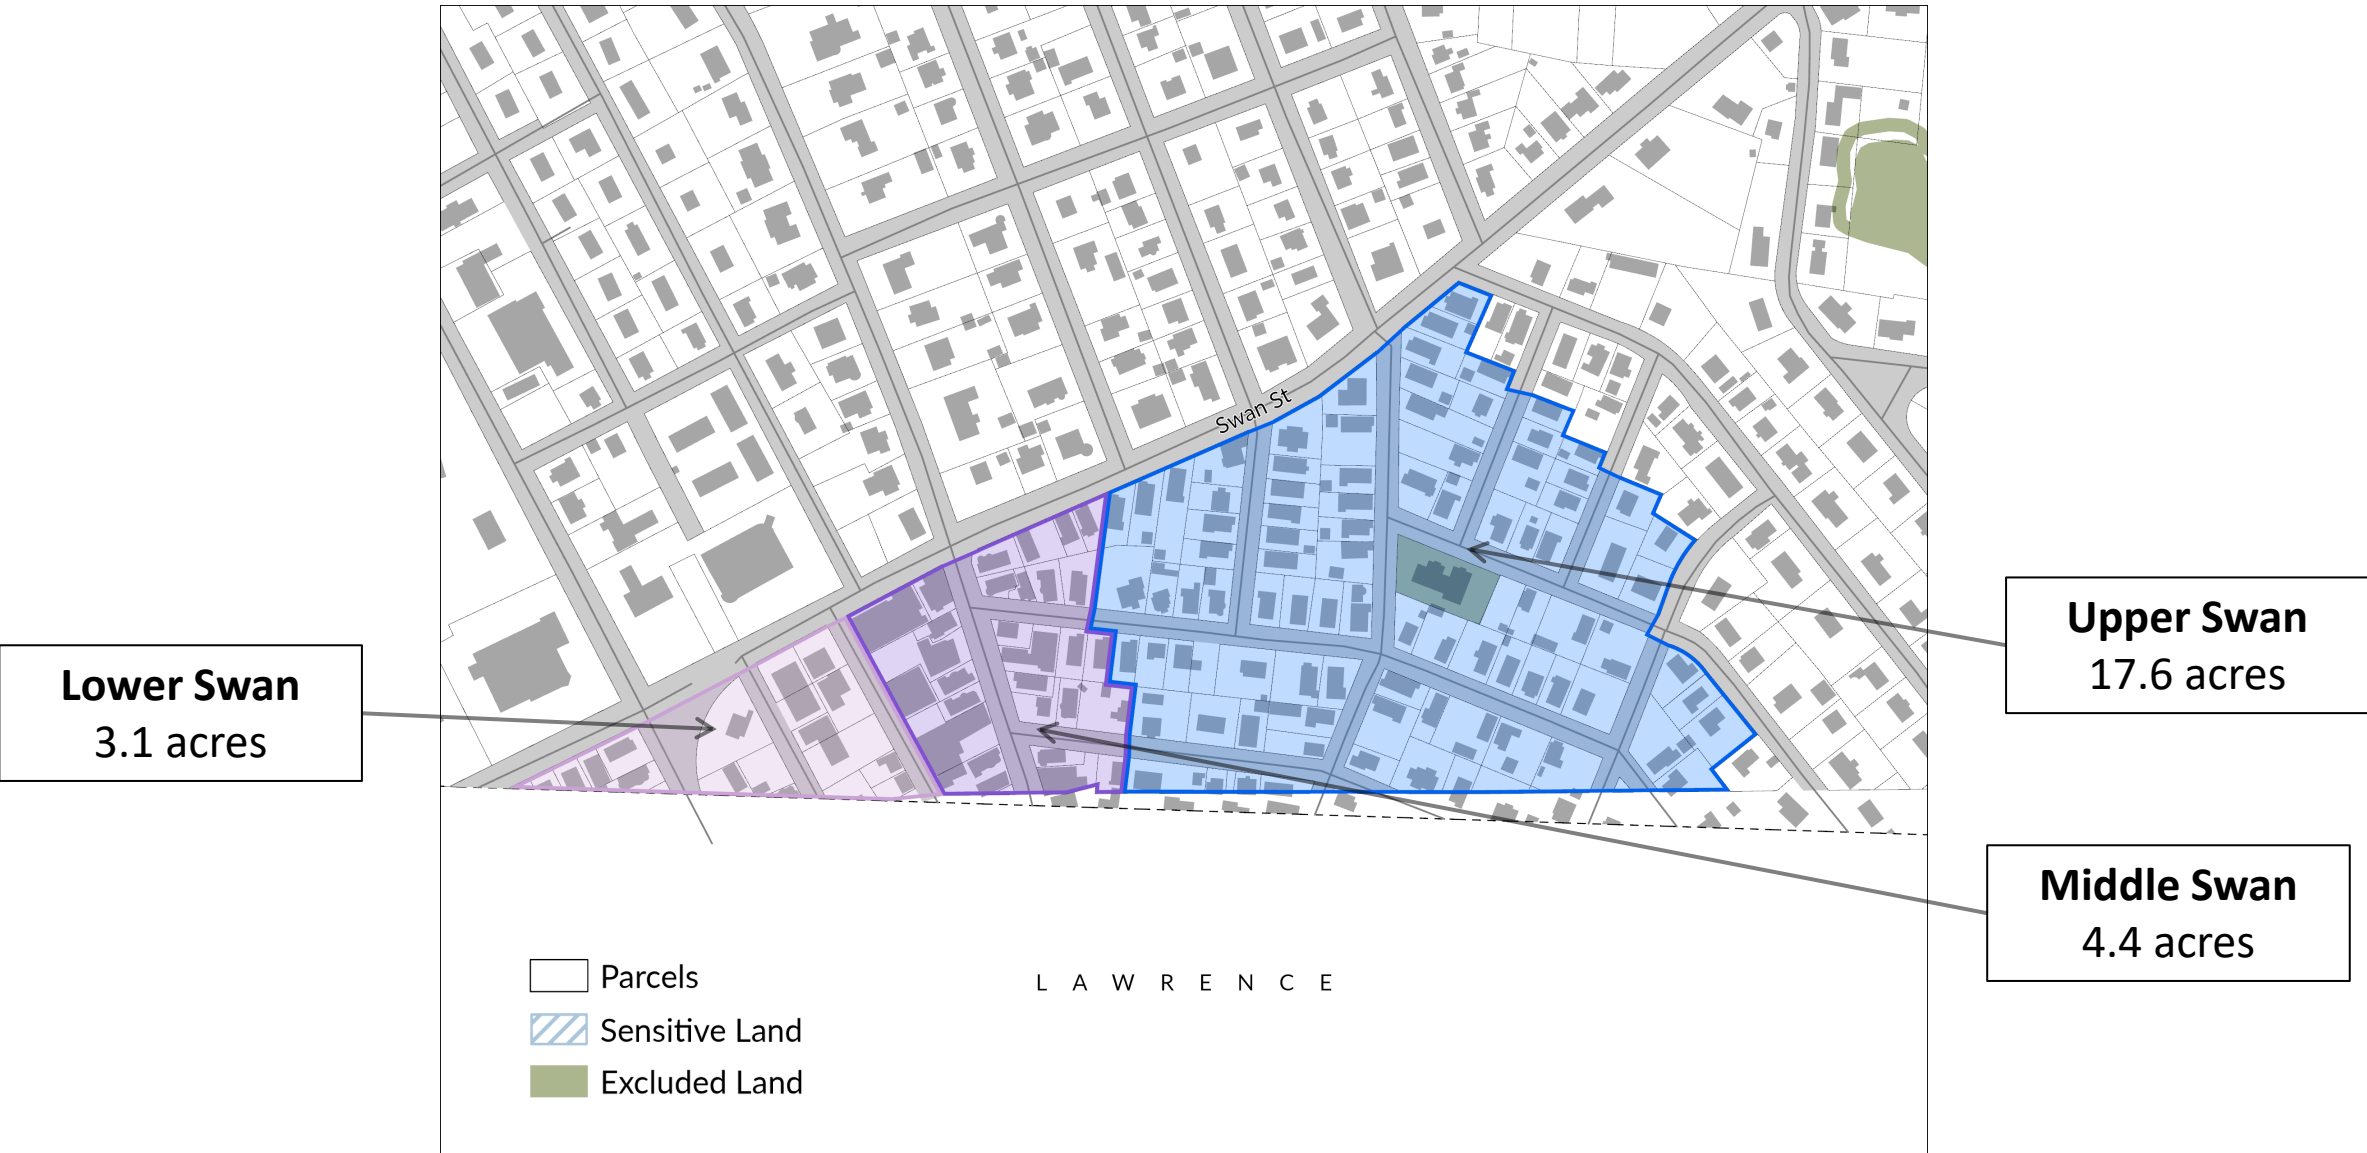 Swan St
Upper Swan
17.6 acres
Lower Swan
3.1 acres
Middle Swan
4.4 acres
Parcels
Sensitive Land
Excluded Land
LAWRENCE